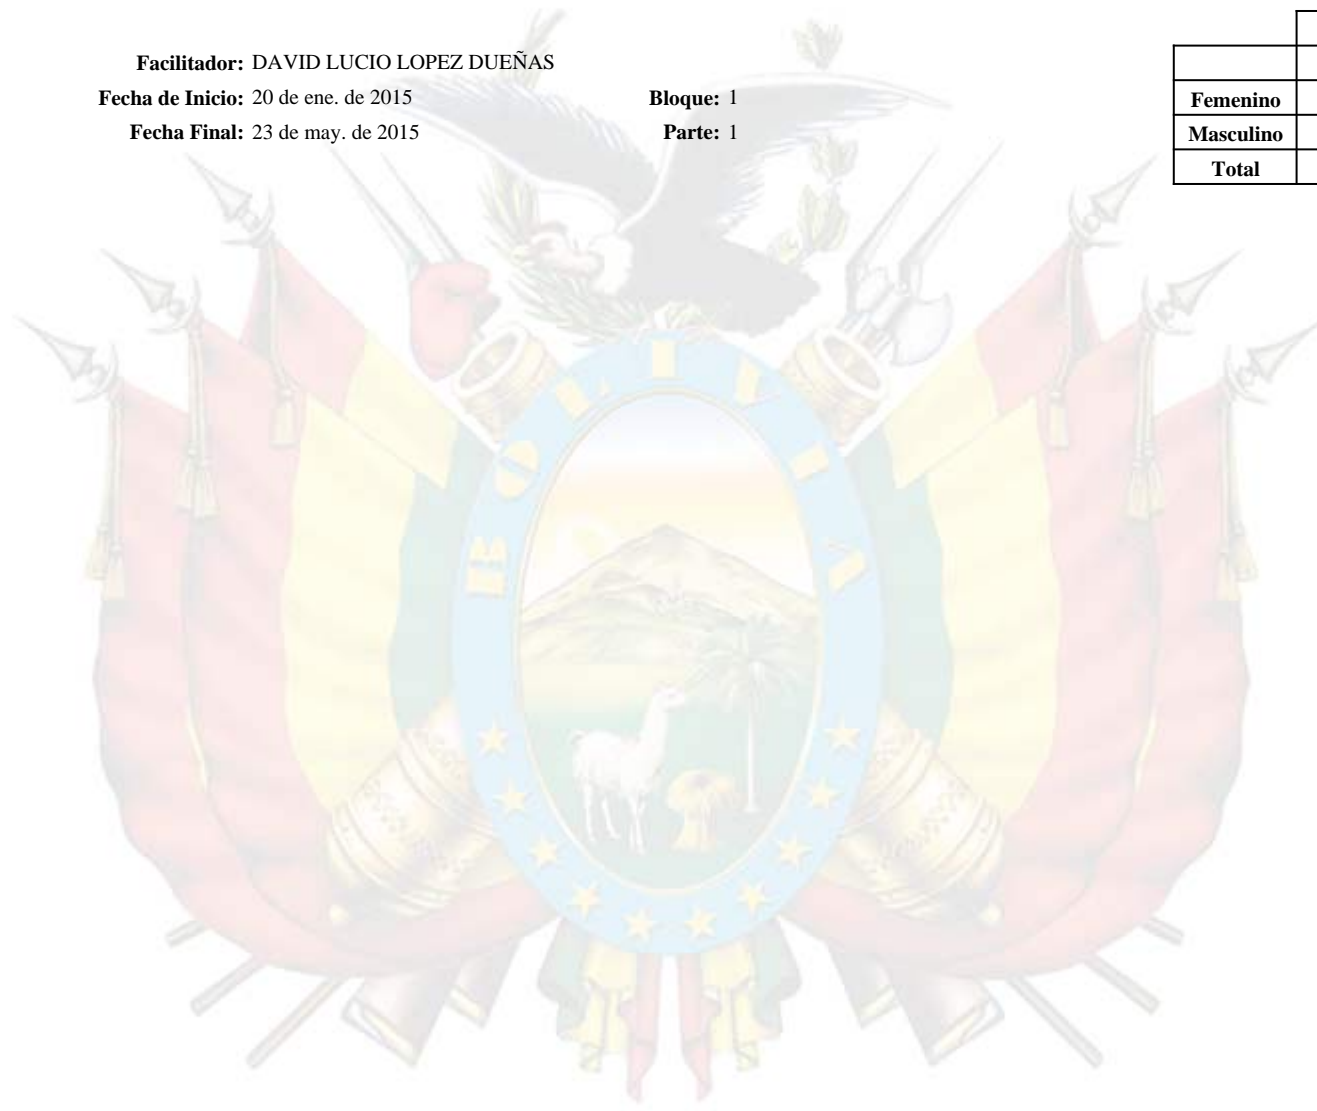 Facilitador: DAVID LUCIO LOPEZ DUEÑAS
Fecha de Inicio: 20 de ene. de 2015 Bloque: 1
Fecha Final: 23 de may. de 2015 Parte: 1
Femenino
Masculino
Total
BOLIVIA